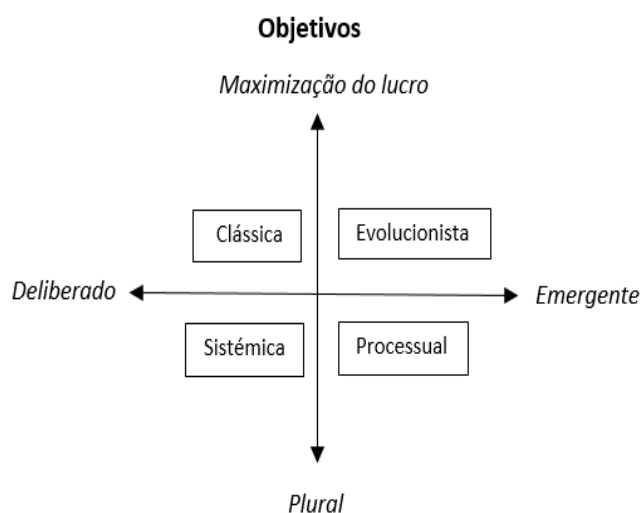 Objetivos
Maximização do lucro
Clássica
Evolucionista
Deliberado
Emergente
Sistémica
Processual
Plural